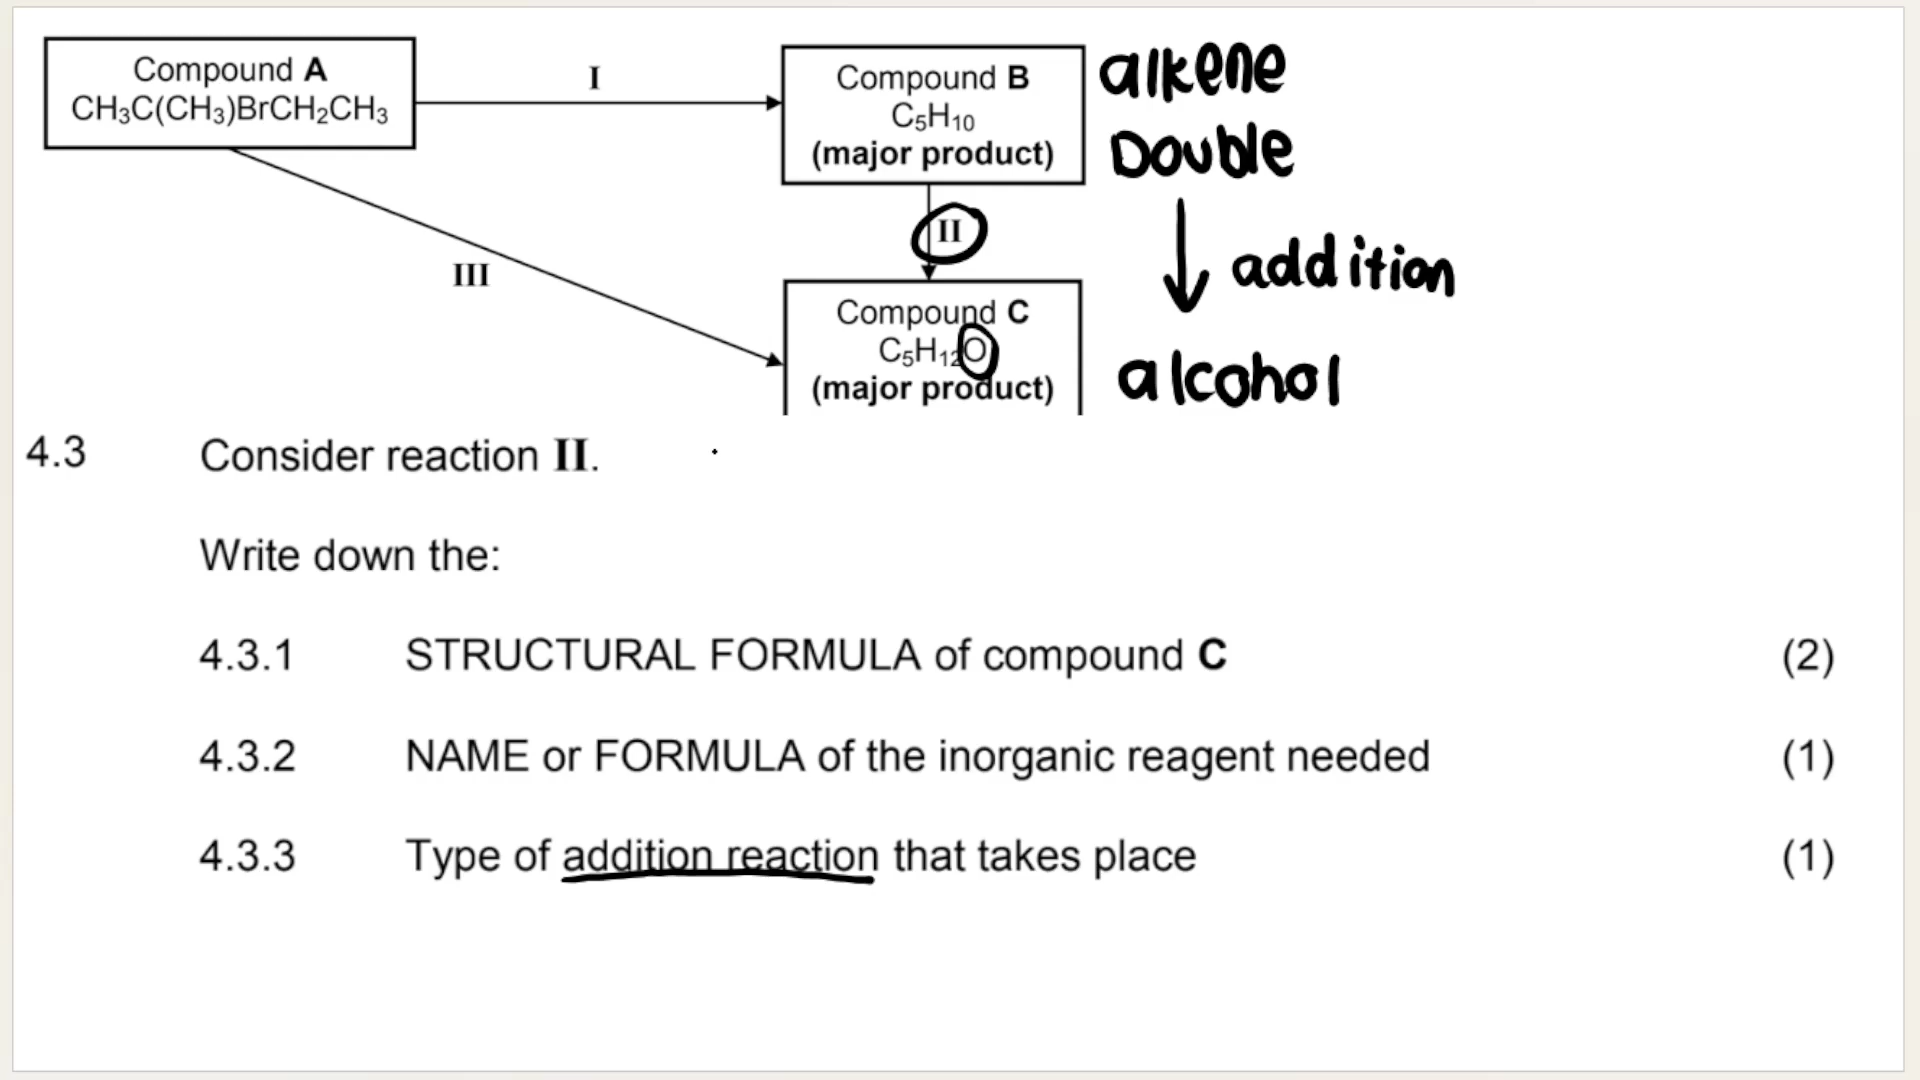 Compound A
CH₃C(CH₃)BrCH₂CH₃
I
Compound B
C₅H₁₀
(major product)
alkene
Double
II
addition
III
Compound C
C₅H₁₂O
(major product)
alcohol
4.3 Consider reaction II.
Write down the:
4.3.1 STRUCTURAL FORMULA of compound C (2)
4.3.2 NAME or FORMULA of the inorganic reagent needed (1)
4.3.3 Type of addition reaction that takes place (1)